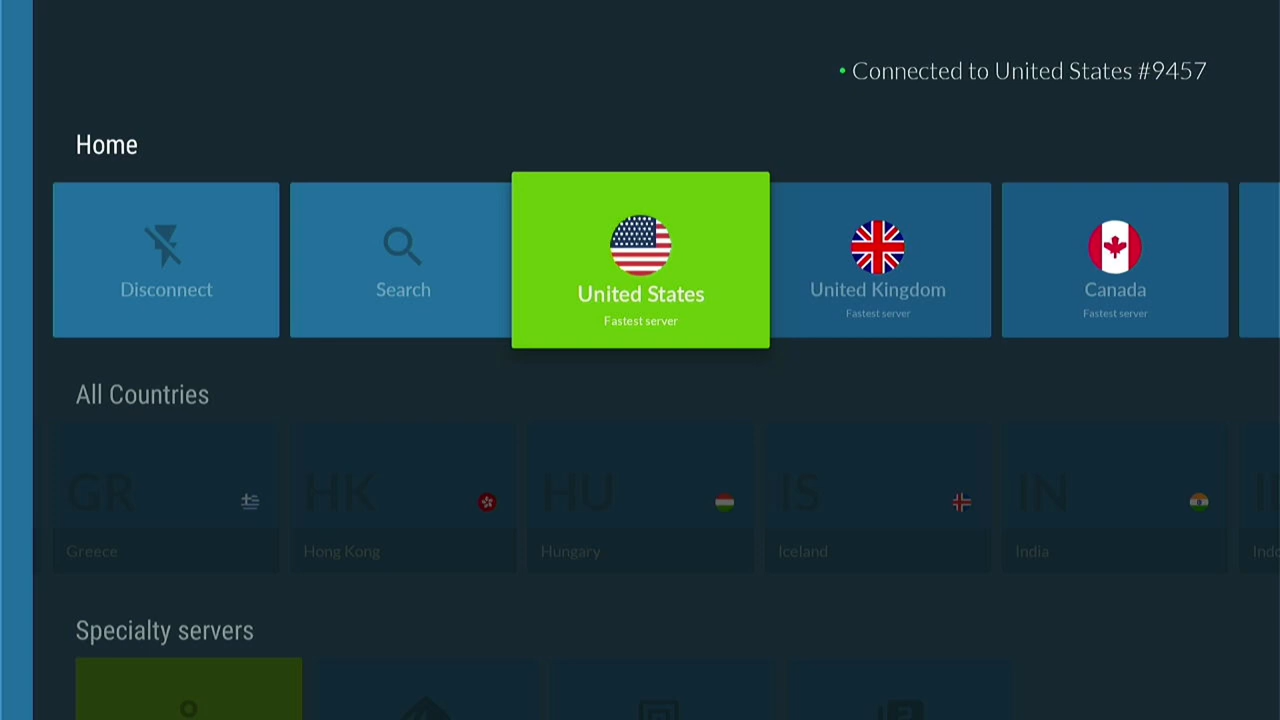 Connected to United States #9457
Home
Disconnect
Search
United States
Fastest server
United Kingdom
Fastest server
Canada
Fastest server
All Countries
GR
Greece
HK
Hong Kong
HU
Hungary
IS
Iceland
IN
India
Specialty servers